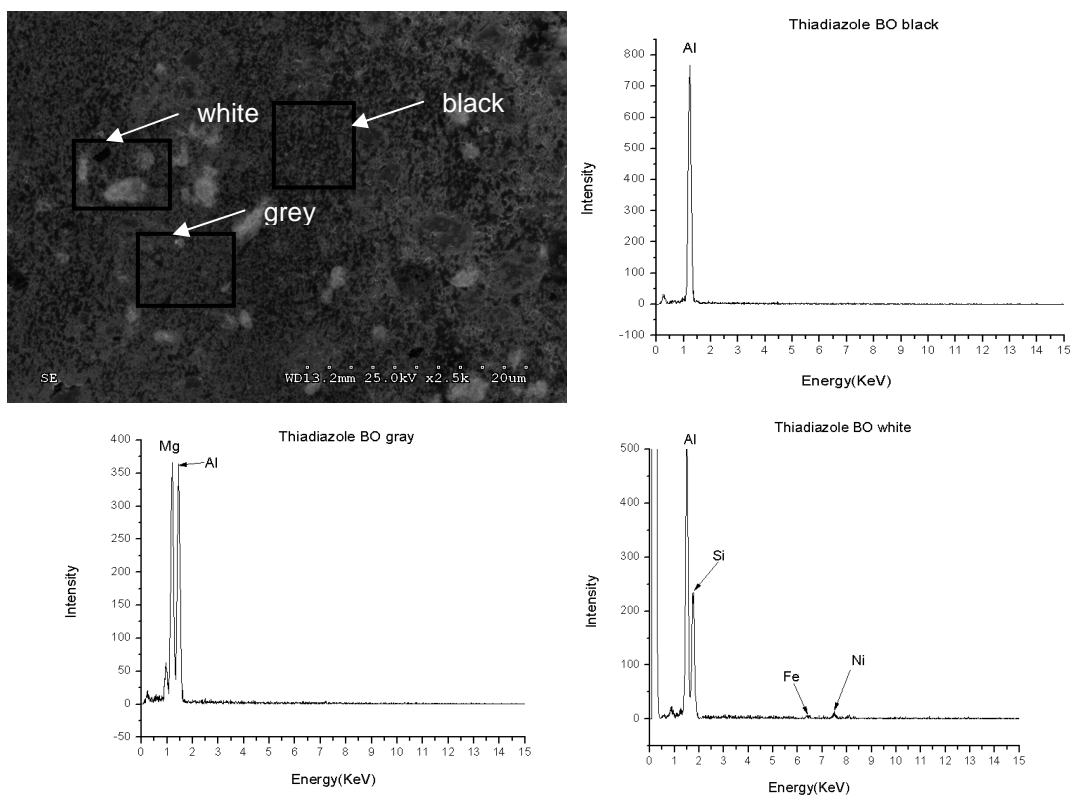 white
black
grey
SE
WD13.2mm 25.0kV x2.5k 20um
Thiadiazole BO black
Al
Intensity
800
700
600
500
400
300
200
100
0
-100
0 1 2 3 4 5 6 7 8 9 10 11 12 13 14 15
Energy(KeV)
Thiadiazole BO gray
Mg
Al
Intensity
400
350
300
250
200
150
100
50
0
-50
0 1 2 3 4 5 6 7 8 9 10 11 12 13 14 15
Energy(KeV)
Thiadiazole BO white
Al
Si
Fe
Ni
Intensity
500
400
300
200
100
0
0 1 2 3 4 5 6 7 8 9 10 11 12 13 14 15
Energy(KeV)